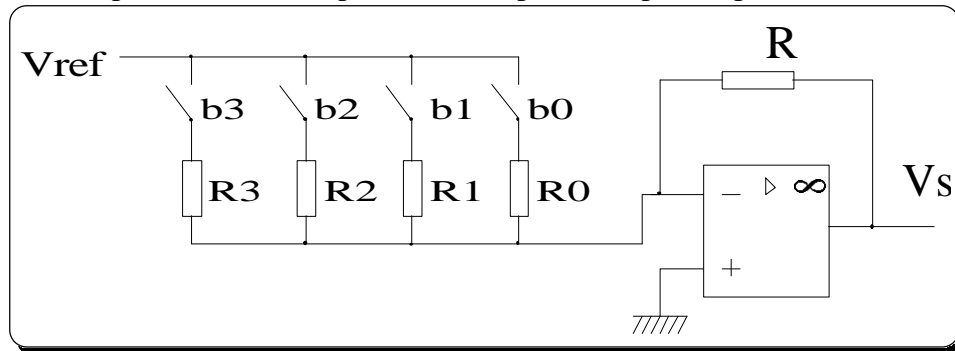 Vref
R
b3 b2 b1 b0
R3 R2 R1 R0
− ▷ ∞
Vs
+